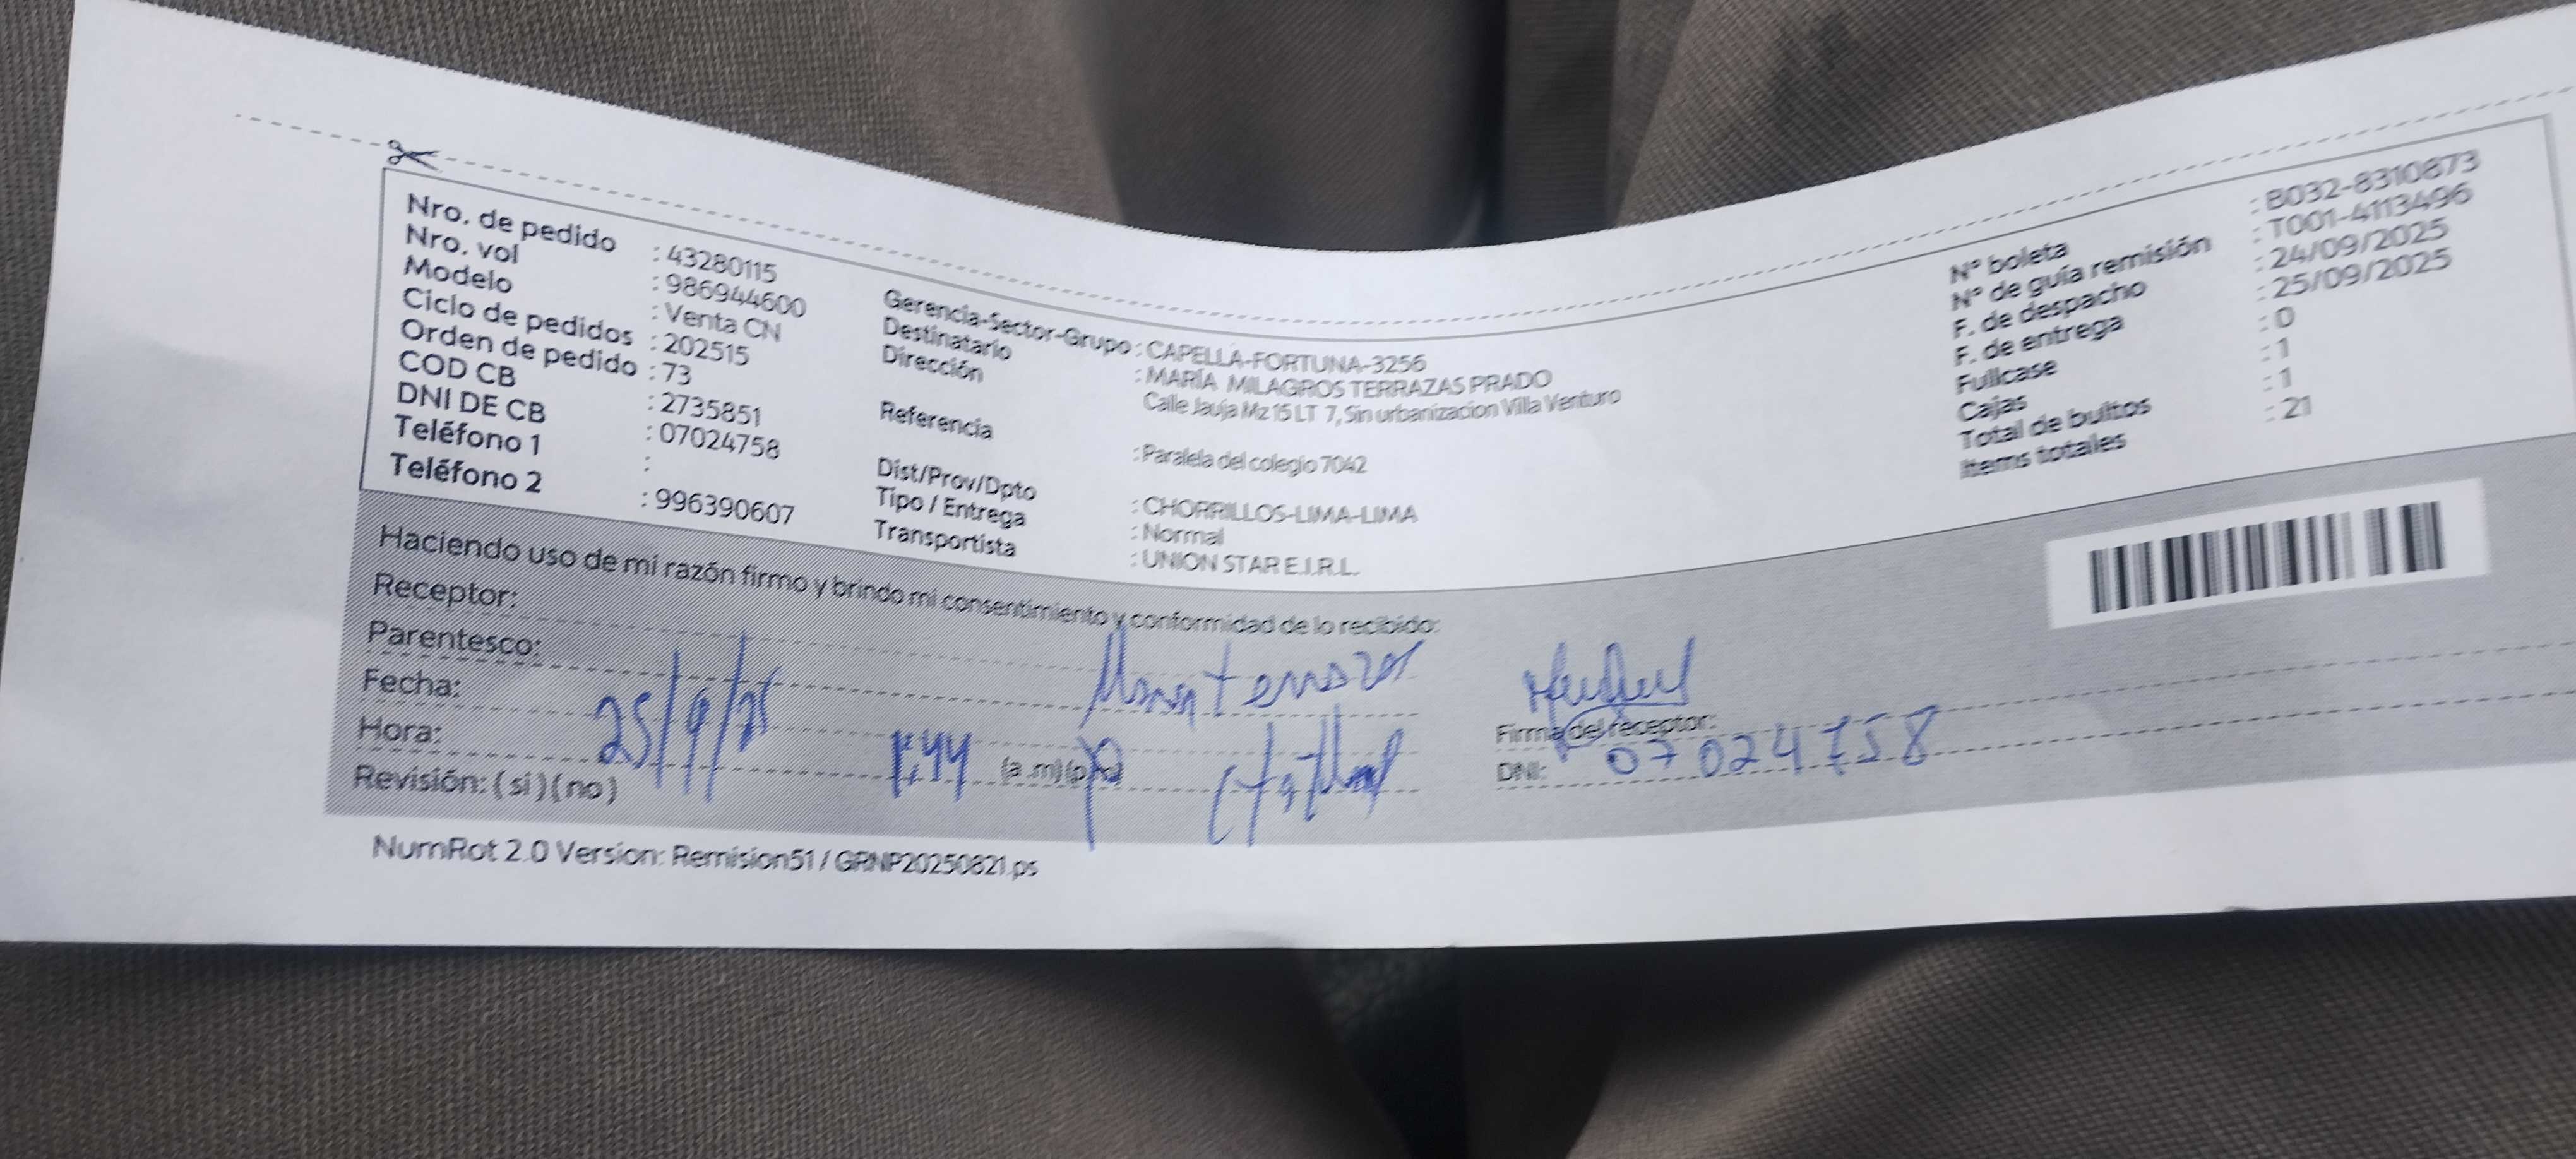 Nro. de pedido : 43280115
Nro. vol : 986944600
Modelo : Venta CN
Ciclo de pedidos : 202515
Orden de pedido : 73
COD CB : 2735851
DNI DE CB : 07024758
Teléfono 1 :
Teléfono 2 : 996390607
Gerencia-Sector-Grupo : CAPELLA-FORTUNA-3256
Destinatario : MARÍA MILAGROS TERRAZAS PRADO
Dirección Calle Jauja Mz 15 LT 7, Sin urbanizacion Villa Venturo
Referencia : Paralela del colegio 7042
Dist/Prov/Dpto : CHORRILLOS-LIMA-LIMA
Tipo / Entrega : Normal
Transportista : UNION STAR E.I.R.L.
N° boleta : B032-8310873
N° de guía remisión : T001-4113496
F. de despacho : 24/09/2025
F. de entrega : 25/09/2025
Fullcase : 0
Cajas : 1
Total de bultos : 1
Items totales : 21
Haciendo uso de mi razón firmo y brindo mi consentimiento y conformidad de lo recibido:
Receptor:
Parentesco:
Fecha: 25/9/25
Hora: 1:44 (a.m)(p.m)
Revisión: (si)(no)
Firma del receptor:
DNI: 07024758
NumRot 2.0 Version: Remision51 / GRNP20250821.ps